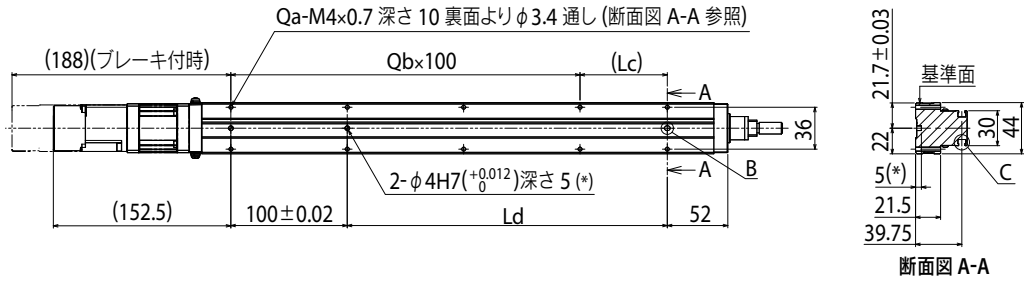 Qa-M4×0.7 深さ 10 裏面よりφ3.4 通し (断面図 A-A 参照)
(188)(ブレーキ付時)
Qb×100
(Lc)
A
36
B
A
2-φ4H7(+0.012 0)深さ 5 (*)
(152.5)
100±0.02
Ld
52
21.7±0.03
基準面
22
30
44
5(*)
C
21.5
39.75
断面図 A-A